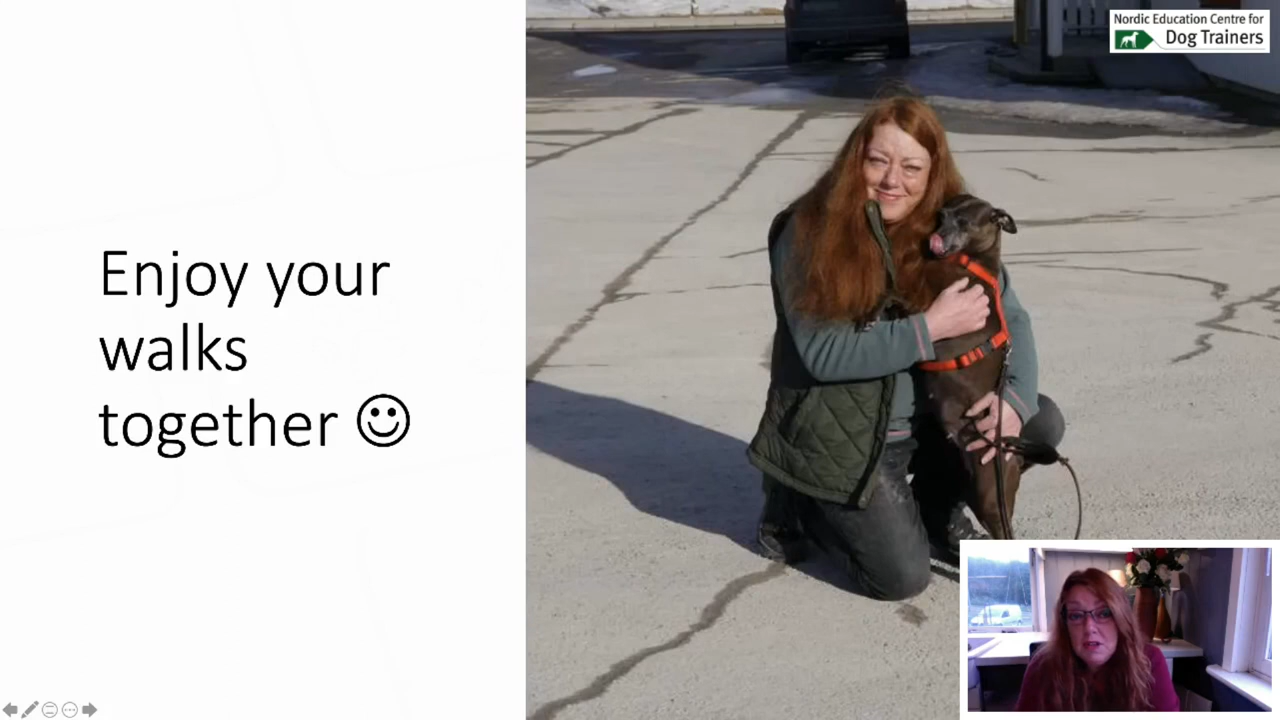 Enjoy your
walks
together ☺
Nordic Education Centre for
Dog Trainers